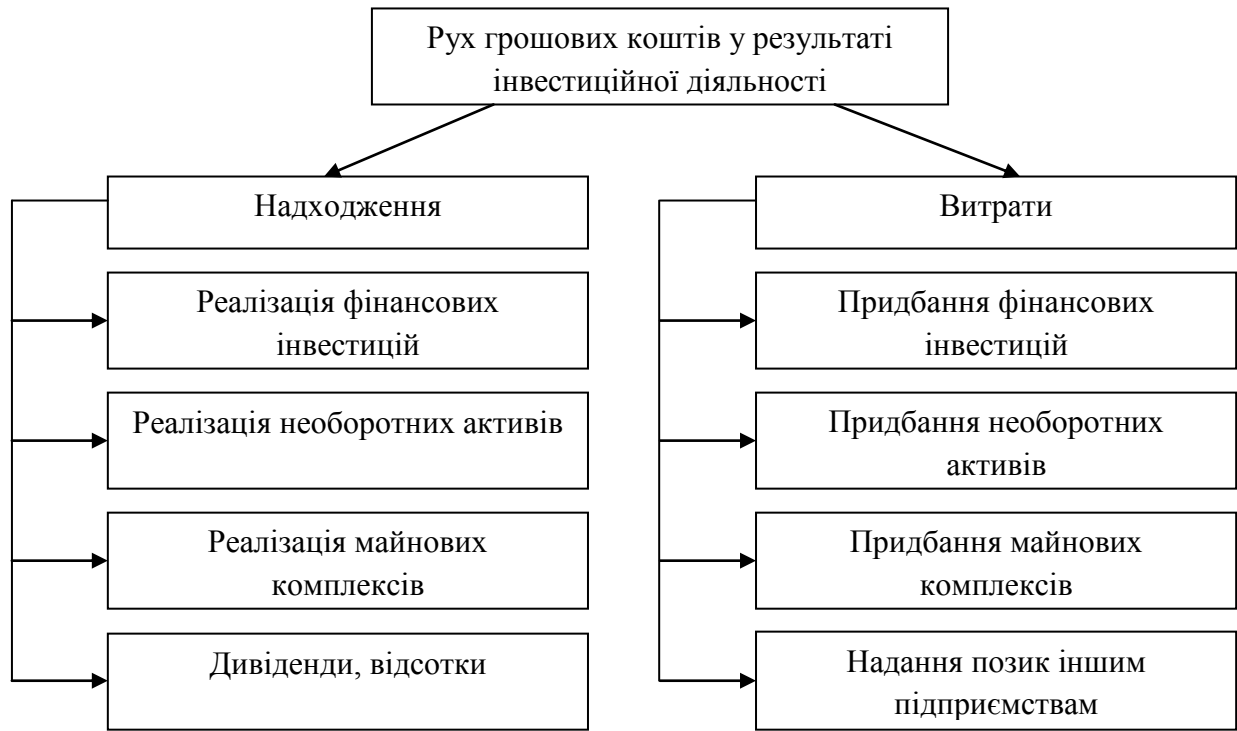 Рух грошових коштів у результаті
інвестиційної діяльності
Надходження
Витрати
Реалізація фінансових
інвестицій
Придбання фінансових
інвестицій
Реалізація необоротних активів
Придбання необоротних
активів
Реалізація майнових
комплексів
Придбання майнових
комплексів
Дивіденди, відсотки
Надання позик іншим
підприємствам